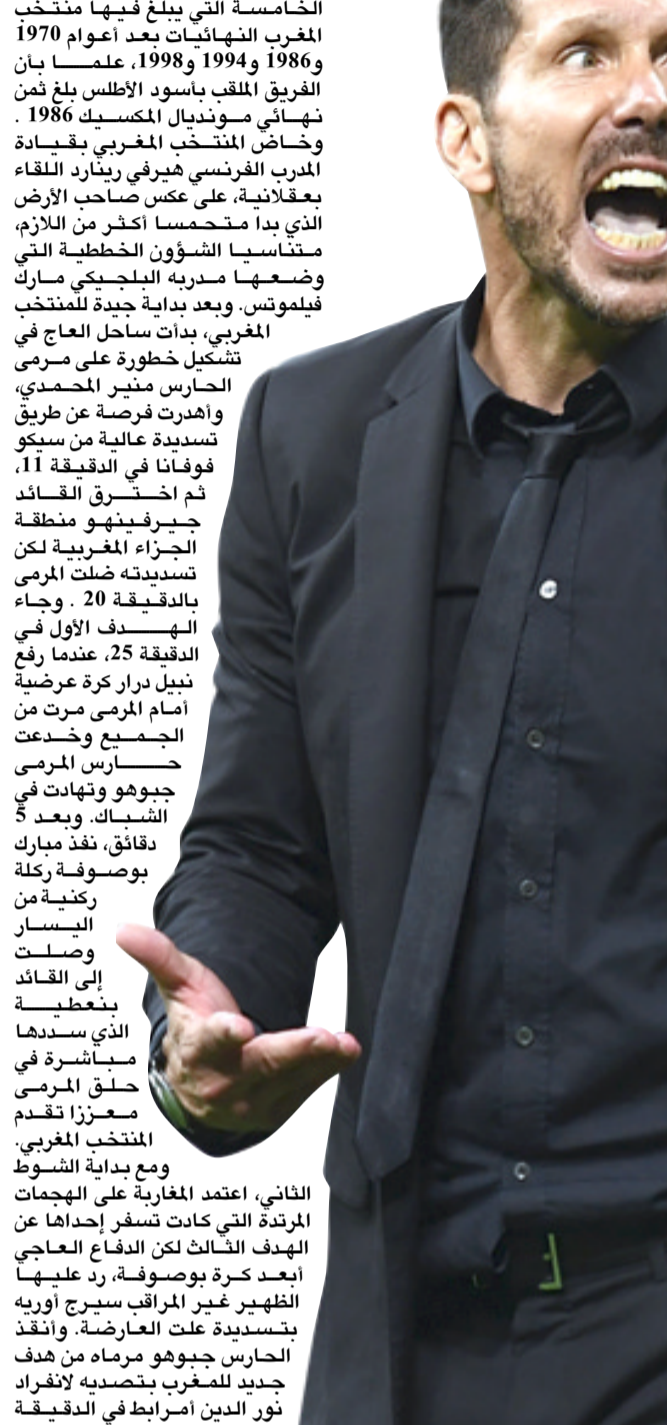 الخامسة التي يبلغ فيها منتخب
المغرب النهائيات بعد أعوام 1970
و1986 و1994 و1998، علما بأن
الفريق الملقب بأسود الأطلس بلغ ثمن
نهائي مونديال المكسيك 1986 .
وخاض المنتخب المغربي بقيادة
المدرب الفرنسي هيرفي رينارد اللقاء
بعقلانية، على عكس صاحب الأرض
الذي بدا متحمسا أكثر من اللازم،
متناسيا الشؤون الخططية التي
وضعها مدربه البلجيكي مارك
فيلموتس. وبعد بداية جيدة للمنتخب
المغربي، بدأت ساحل العاج في
تشكيل خطورة على مرمى
الحارس منير المحمدي،
وأهدرت فرصة عن طريق
تسديدة عالية من سيكو
فوفانا في الدقيقة 11،
ثم اخترق القائد
جيرفينهو منطقة
الجزاء المغربية لكن
تسديدته ضلت المرمى
بالدقيقة 20 . وجاء
الهدف الأول في
الدقيقة 25، عندما رفع
نبيل درار كرة عرضية
أمام المرمى مرت من
الجميع وخدعت
حارس المرمى
جبوهو وتهادت في
الشباك. وبعد 5
دقائق، نفذ مبارك
بوصوفة ركلة
ركنية من
اليسار
وصلت
إلى القائد
بنعطية
الذي سددها
مباشرة في
حلق المرمى
معززا تقدم
المنتخب المغربي.
ومع بداية الشوط
الثاني، اعتمد المغاربة على الهجمات
المرتدة التي كادت تسفر إحداها عن
الهدف الثالث لكن الدفاع العاجي
أبعد كرة بوصوفة، رد عليها
الظهير غير المراقب سيرج أوريه
بتسديدة علت العارضة. وأنقذ
الحارس جبوهو مرماه من هدف
جديد للمغرب بتصديه لانفراد
نور الدين أمرابط في الدقيقة